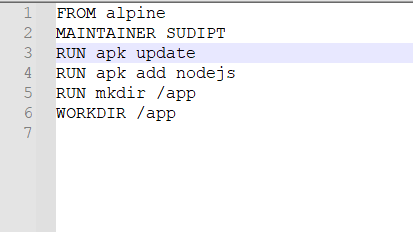 1 FROM alpine
2 MAINTAINER SUDIPT
3 RUN apk update
4 RUN apk add nodejs
5 RUN mkdir /app
6 WORKDIR /app
7